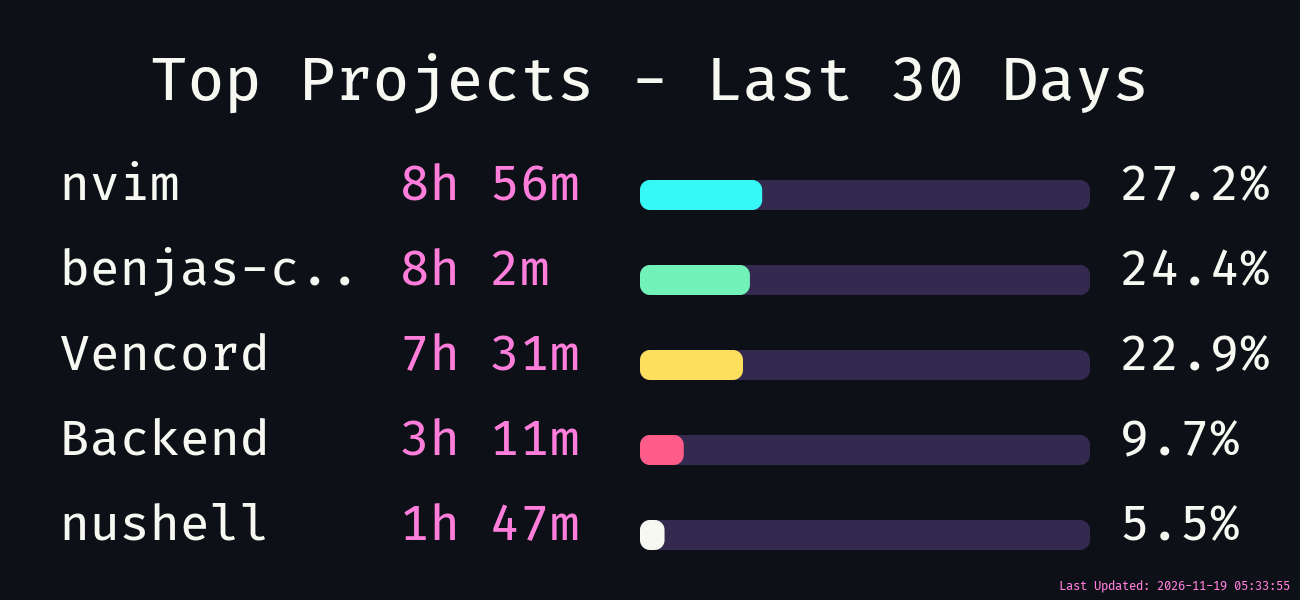 Top Projects - Last 30 Days
nvim 8h 56m 27.2%
benjas-c.. 8h 2m 24.4%
Vencord 7h 31m 22.9%
Backend 3h 11m 9.7%
nushell 1h 47m 5.5%
Last Updated: 2026-11-19 05:33:55